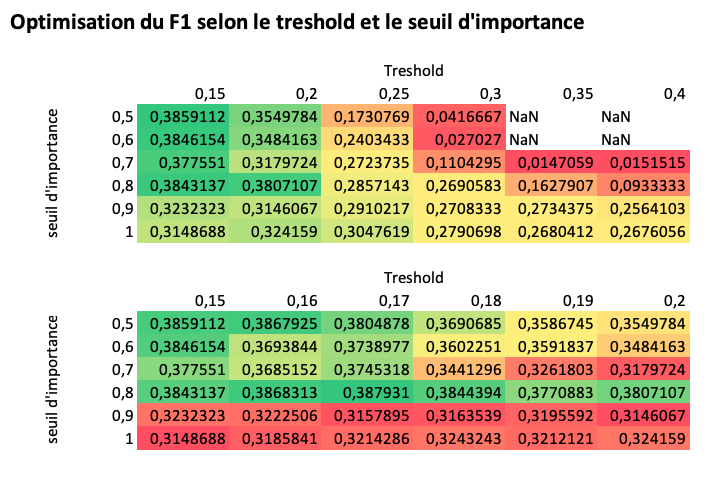 Optimisation du F1 selon le treshold et le seuil d'importance
Treshold
0,15 0,2 0,25 0,3 0,35 0,4
seuil d'importance
0,5 0,3859112 0,3549784 0,1730769 0,0416667 NaN NaN
0,6 0,3846154 0,3484163 0,2403433 0,027027 NaN NaN
0,7 0,377551 0,3179724 0,2723735 0,1104295 0,0147059 0,0151515
0,8 0,3843137 0,3807107 0,2857143 0,2690583 0,1627907 0,0933333
0,9 0,3232323 0,3146067 0,2910217 0,2708333 0,2734375 0,2564103
1 0,3148688 0,324159 0,3047619 0,2790698 0,2680412 0,2676056
Treshold
0,15 0,16 0,17 0,18 0,19 0,2
seuil d'importance
0,5 0,3859112 0,3867925 0,3804878 0,3690685 0,3586745 0,3549784
0,6 0,3846154 0,3693844 0,3738977 0,3602251 0,3591837 0,3484163
0,7 0,377551 0,3685152 0,3745318 0,3441296 0,3261803 0,3179724
0,8 0,3843137 0,3868313 0,387931 0,3844394 0,3770883 0,3807107
0,9 0,3232323 0,3222506 0,3157895 0,3163539 0,3195592 0,3146067
1 0,3148688 0,3185841 0,3214286 0,3243243 0,3212121 0,324159